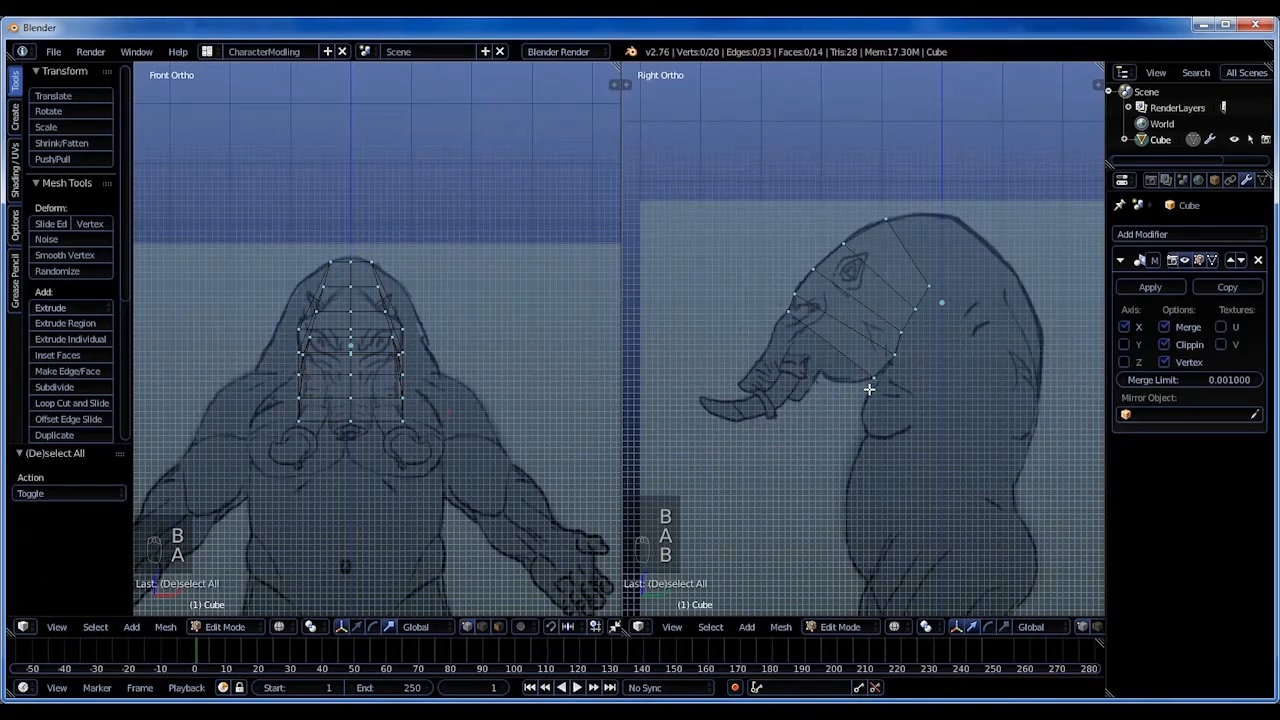 Blender
File Render Window Help CharacterModling Scene Blender Render v2.76 | Verts:0/20 | Edges:0/33 | Faces:0/14 | Tris:28 | Mem:17.30M | Cube
Tools
Create
Shading / UVs
Options
Grease Pencil
Transform
Translate
Rotate
Scale
Shrink/Fatten
Push/Pull
Mesh Tools
Deform:
Slide Ed Vertex
Noise
Smooth Vertex
Randomize
Add:
Extrude
Extrude Region
Extrude Individual
Inset Faces
Make Edge/Face
Subdivide
Loop Cut and Slide
Offset Edge Slide
Duplicate
(De)select All
Action
Toggle
Front Ortho
B
A
Last: (De)select All
(1) Cube
Right Ortho
B
A
B
Last: (De)select All
(1) Cube
View Search All Scenes
Scene
RenderLayers
World
Cube
Cube
Add Modifier
M
Apply Copy
Axis: Options: Textures:
X Merge U
Y Clippin V
Z Vertex
Merge Limit: 0.001000
Mirror Object:
View Select Add Mesh Edit Mode Global
View Select Add Mesh Edit Mode Global
-50 -40 -30 -20 -10 0 10 20 30 40 50 60 70 80 90 100 110 120 130 140 150 160 170 180 190 200 210 220 230 240 250 260 270 280
View Marker Frame Playback Start: 1 End: 250 1 No Sync